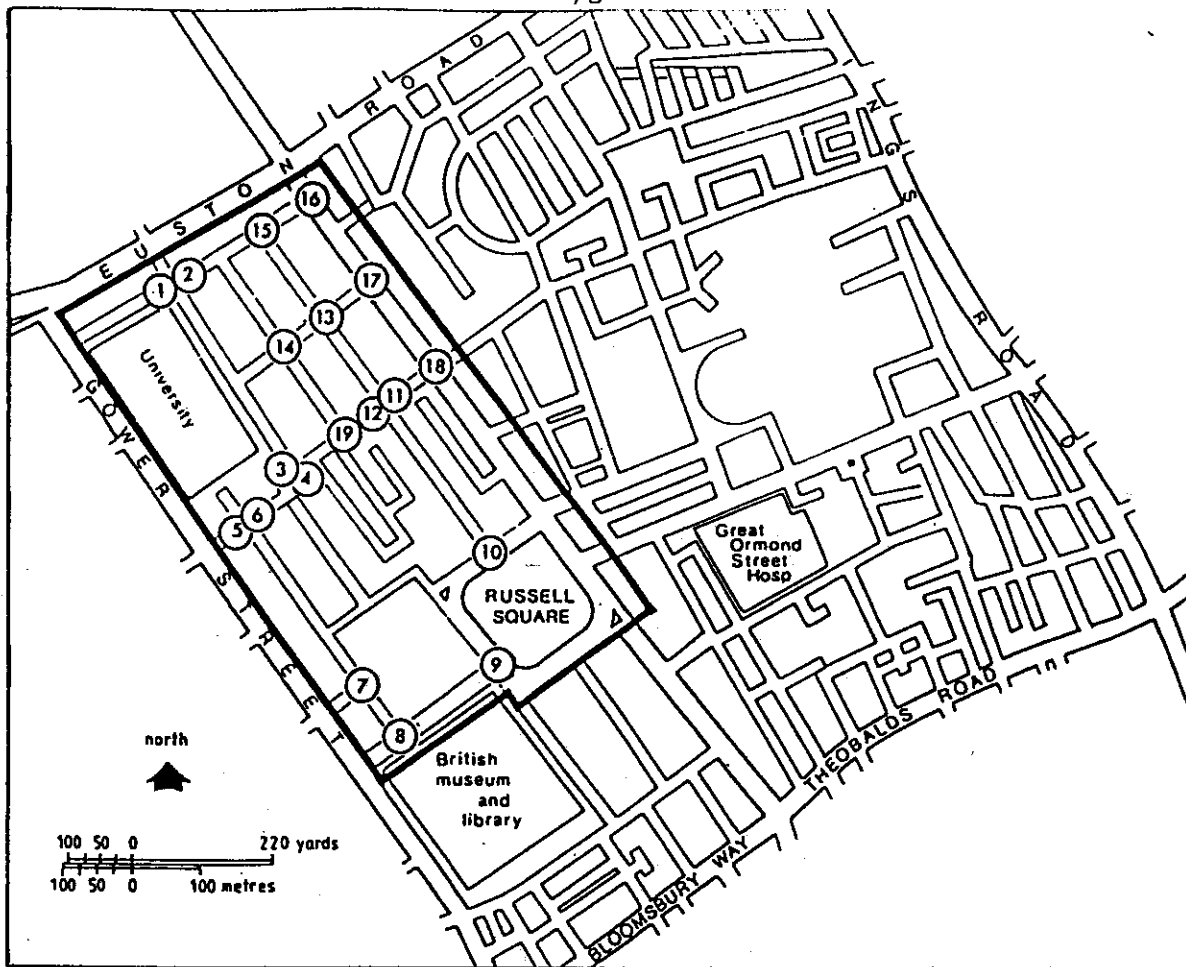 EUSTON ROAD
16
15
2
1
17
13
14
University
18
11
12
19
3
4
6
5
GOWER STREET
10
RUSSELL
SQUARE
Great
Ormond
Street
Hosp
9
7
8
NGS ROAD
THEOBALDS ROAD
BLOOMSBURY WAY
British
museum
and
library
north
100 50 0 220 yards
100 50 0 100 metres